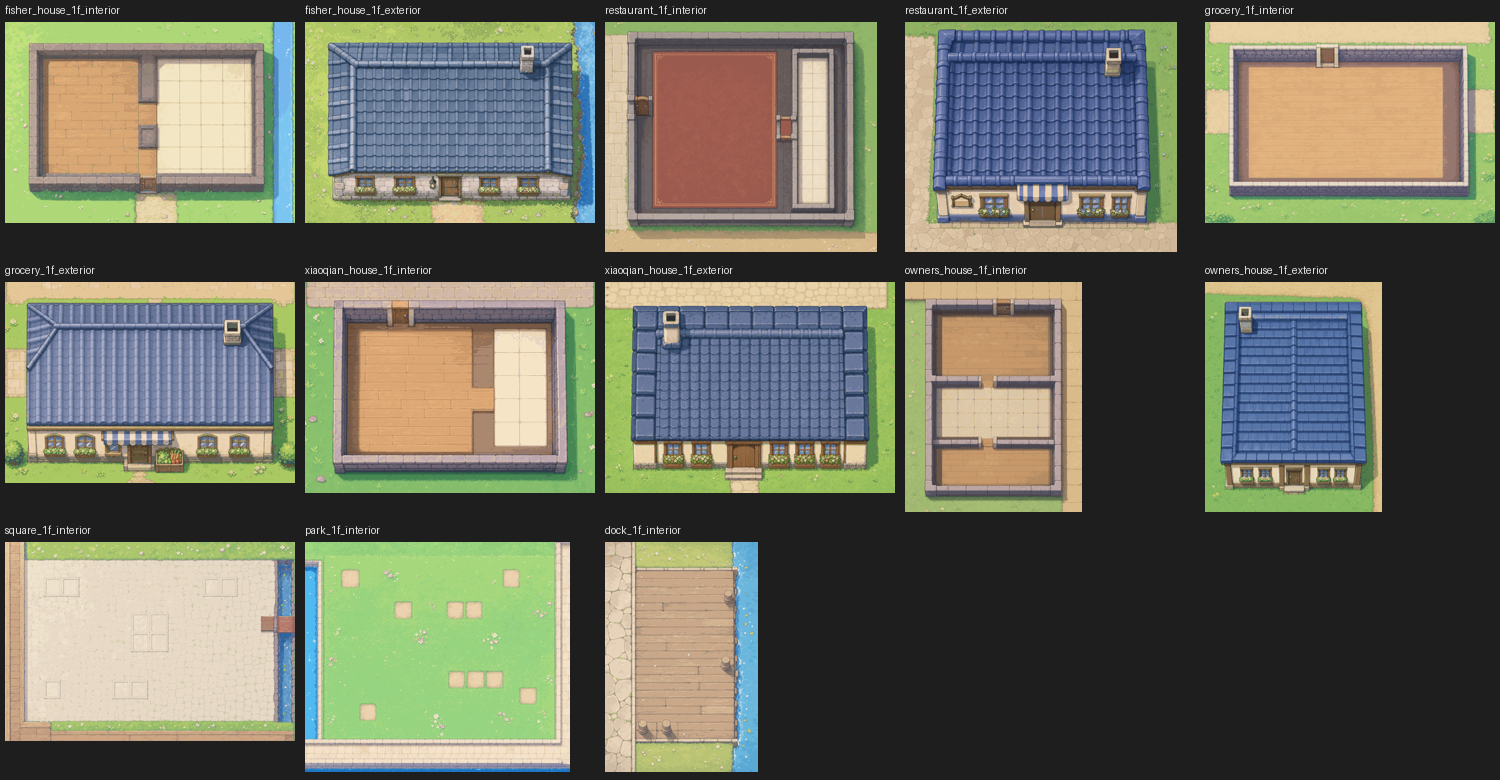 fisher_house_1f_interior
fisher_house_1f_exterior
restaurant_1f_interior
restaurant_1f_exterior
grocery_1f_interior
grocery_1f_exterior
xiaoqian_house_1f_interior
xiaoqian_house_1f_exterior
owners_house_1f_interior
owners_house_1f_exterior
square_1f_interior
park_1f_interior
dock_1f_interior